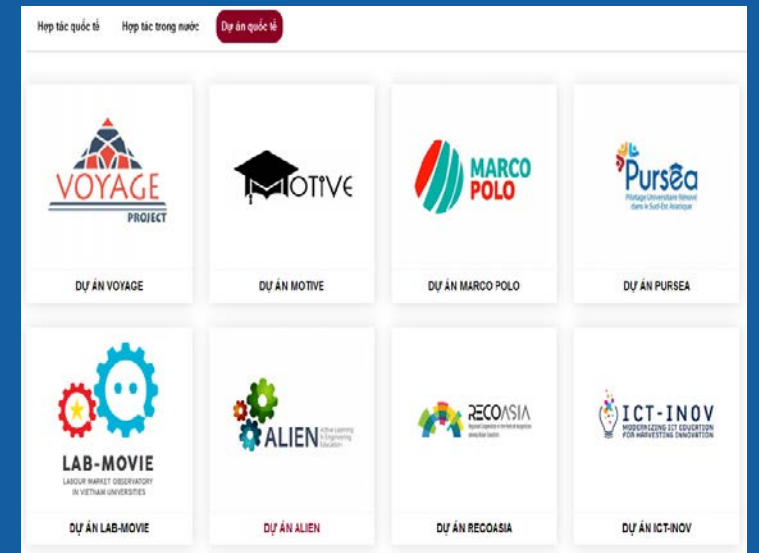 Hợp tác quốc tế Hợp tác trong nước Dự án quốc tế
VOYAGE
PROJECT
MOTIVE
MARCO
POLO
Pursêa
Pilotage Universitaire Rénové
dans le Sud-Est Asiatique
DỰ ÁN VOYAGE
DỰ ÁN MOTIVE
DỰ ÁN MARCO POLO
DỰ ÁN PURSEA
LAB-MOVIE
LABOUR MARKET OBSERVATORY
IN VIETNAM UNIVERSITIES
ALIEN
Active Learning
in Engineering
Education
RECOASIA
ICT-INOV
MODERNIZING ICT EDUCATION
FOR HARVESTING INNOVATION
DỰ ÁN LAB-MOVIE
DỰ ÁN ALIEN
DỰ ÁN RECOASIA
DỰ ÁN ICT-INOV